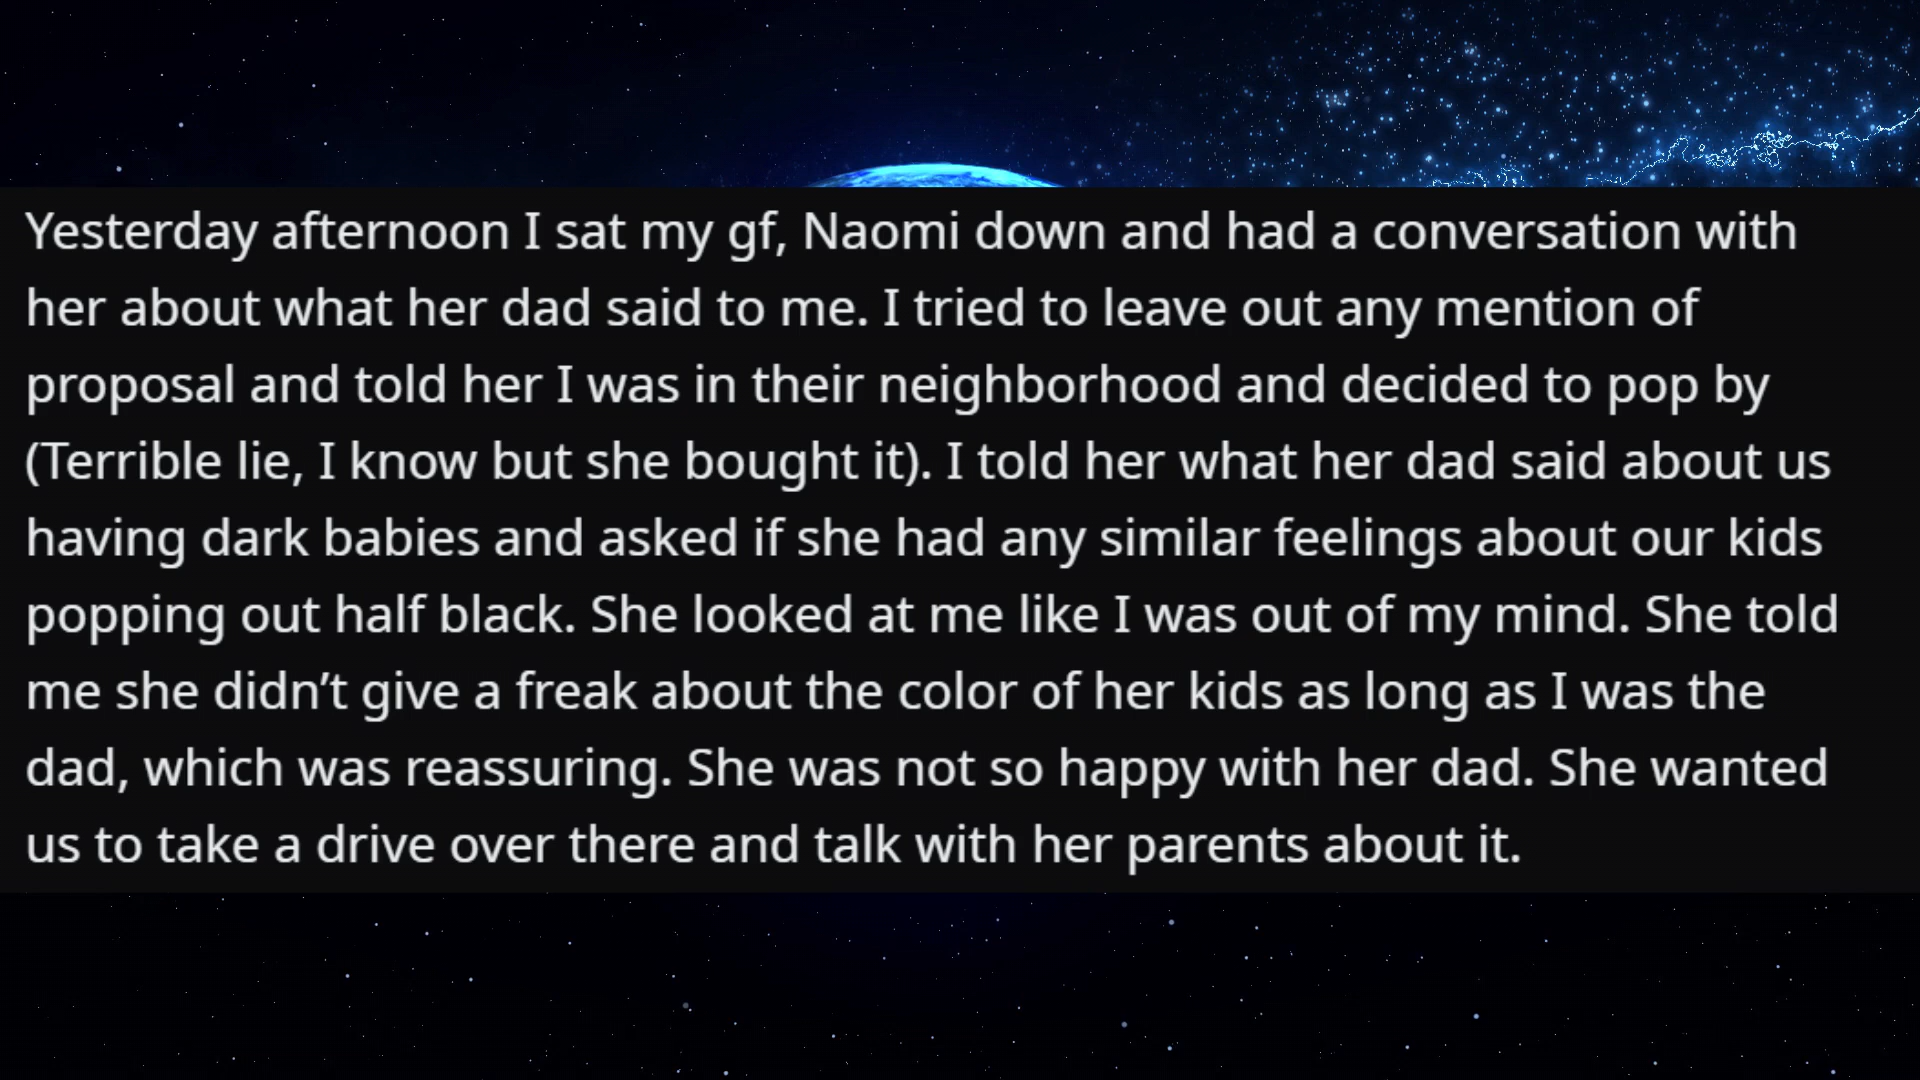 Yesterday afternoon I sat my gf, Naomi down and had a conversation with
her about what her dad said to me. I tried to leave out any mention of
proposal and told her I was in their neighborhood and decided to pop by
(Terrible lie, I know but she bought it). I told her what her dad said about us
having dark babies and asked if she had any similar feelings about our kids
popping out half black. She looked at me like I was out of my mind. She told
me she didn’t give a freak about the color of her kids as long as I was the
dad, which was reassuring. She was not so happy with her dad. She wanted
us to take a drive over there and talk with her parents about it.